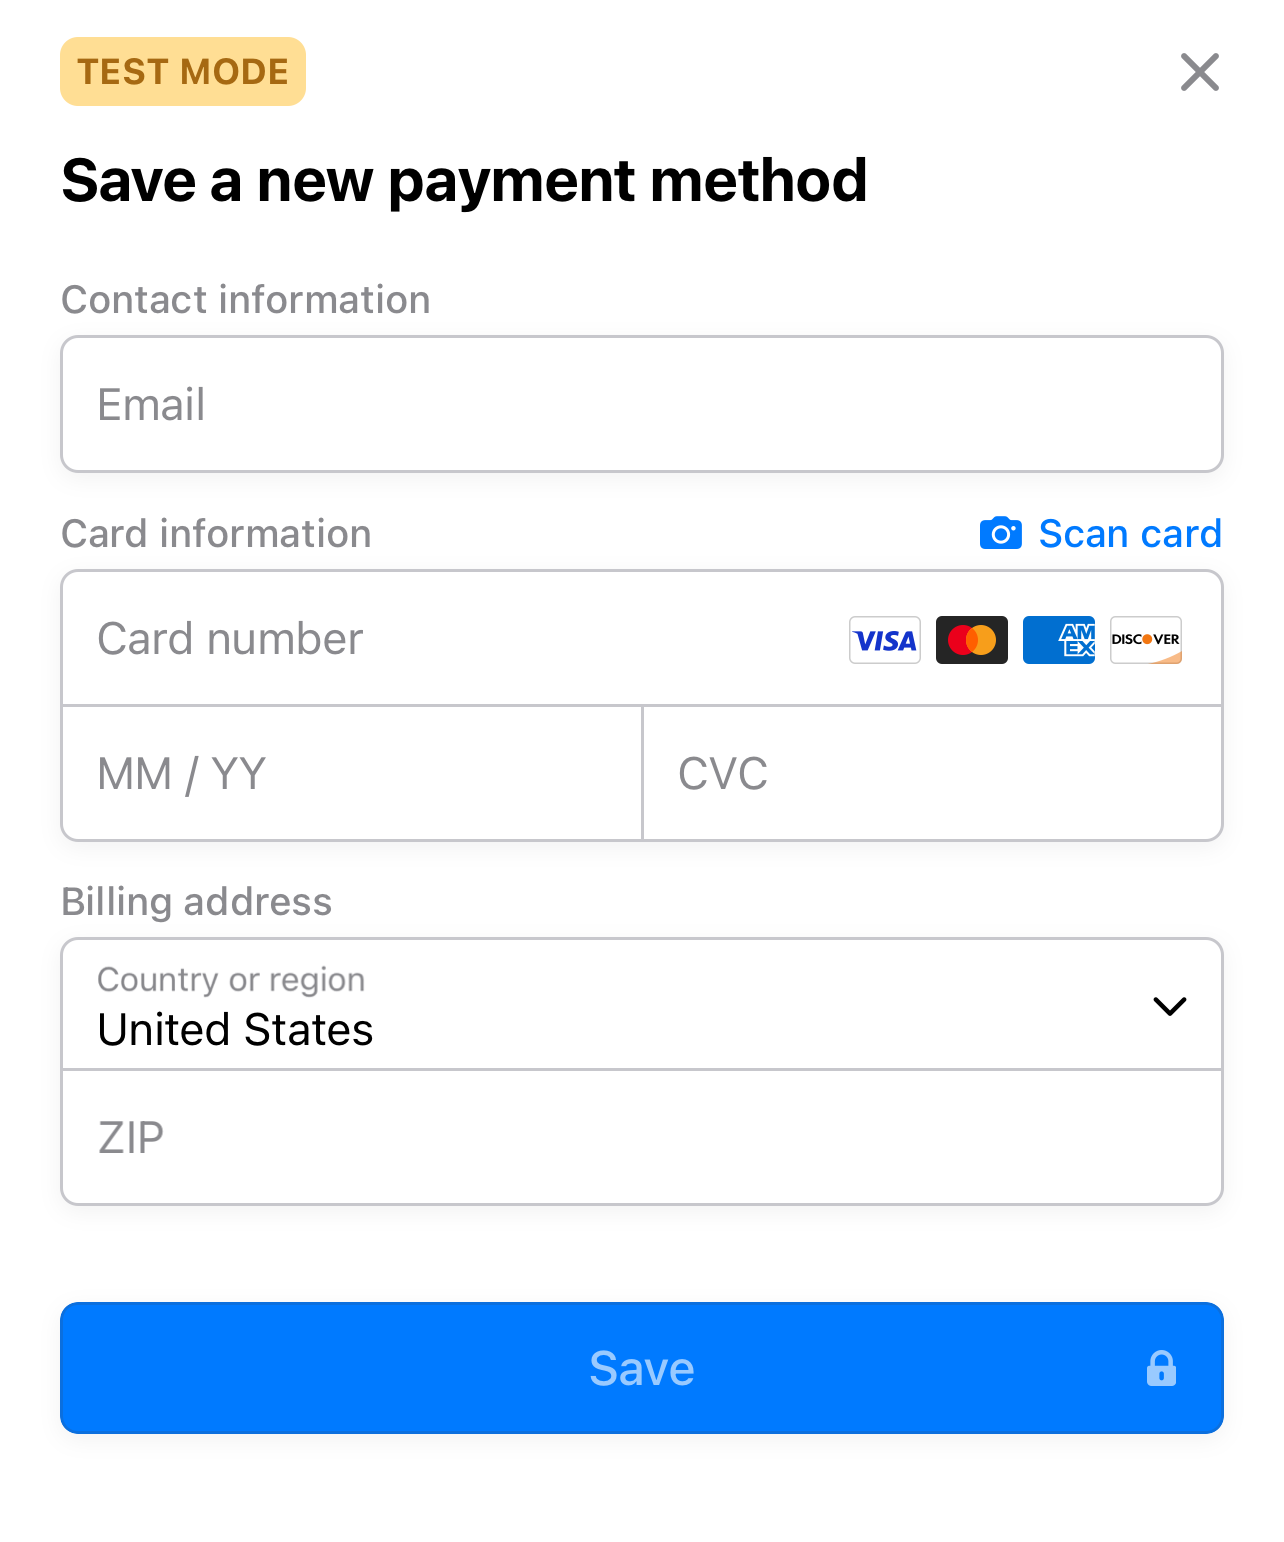 TEST MODE
Save a new payment method
Contact information
Email
Card information
Scan card
Card number
VISA
AM
EX
DISCOVER
MM / YY
CVC
Billing address
Country or region
United States
ZIP
Save